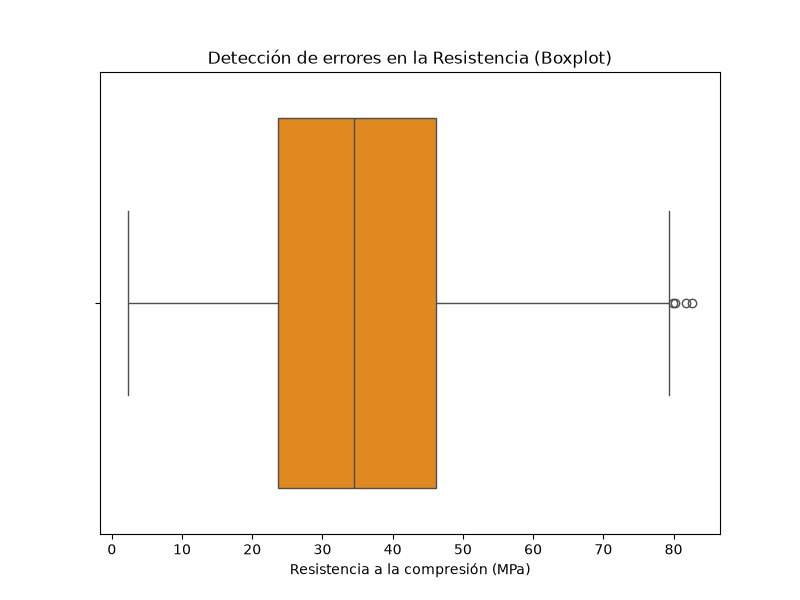 Detección de errores en la Resistencia (Boxplot)
0 10 20 30 40 50 60 70 80
Resistencia a la compresión (MPa)